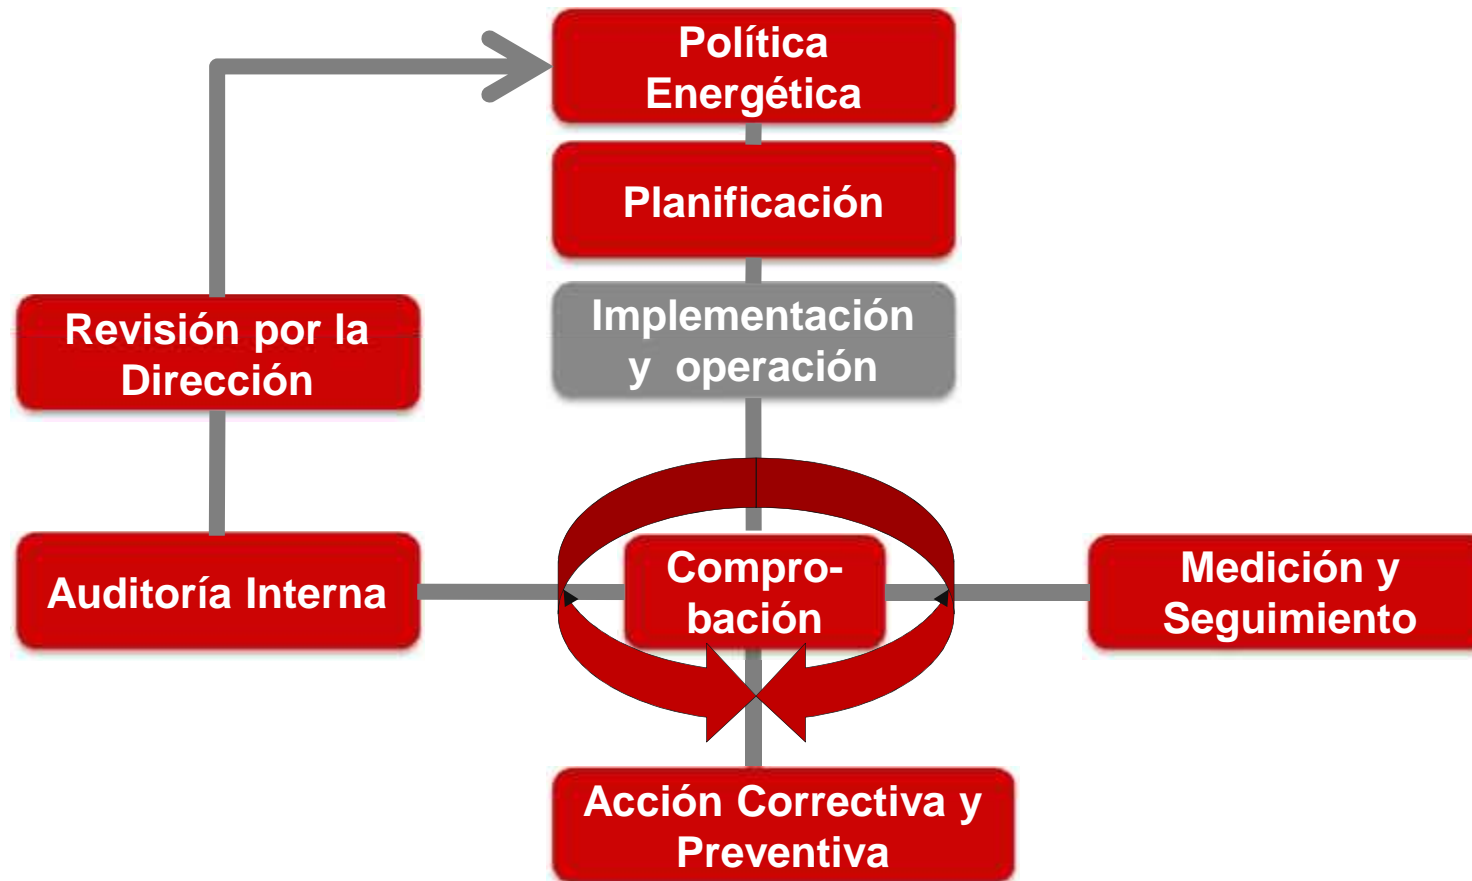 Política
Energética
Planificación
Implementación
y operación
Revisión por la
Dirección
Auditoría Interna
Compro-
bación
Medición y
Seguimiento
Acción Correctiva y
Preventiva